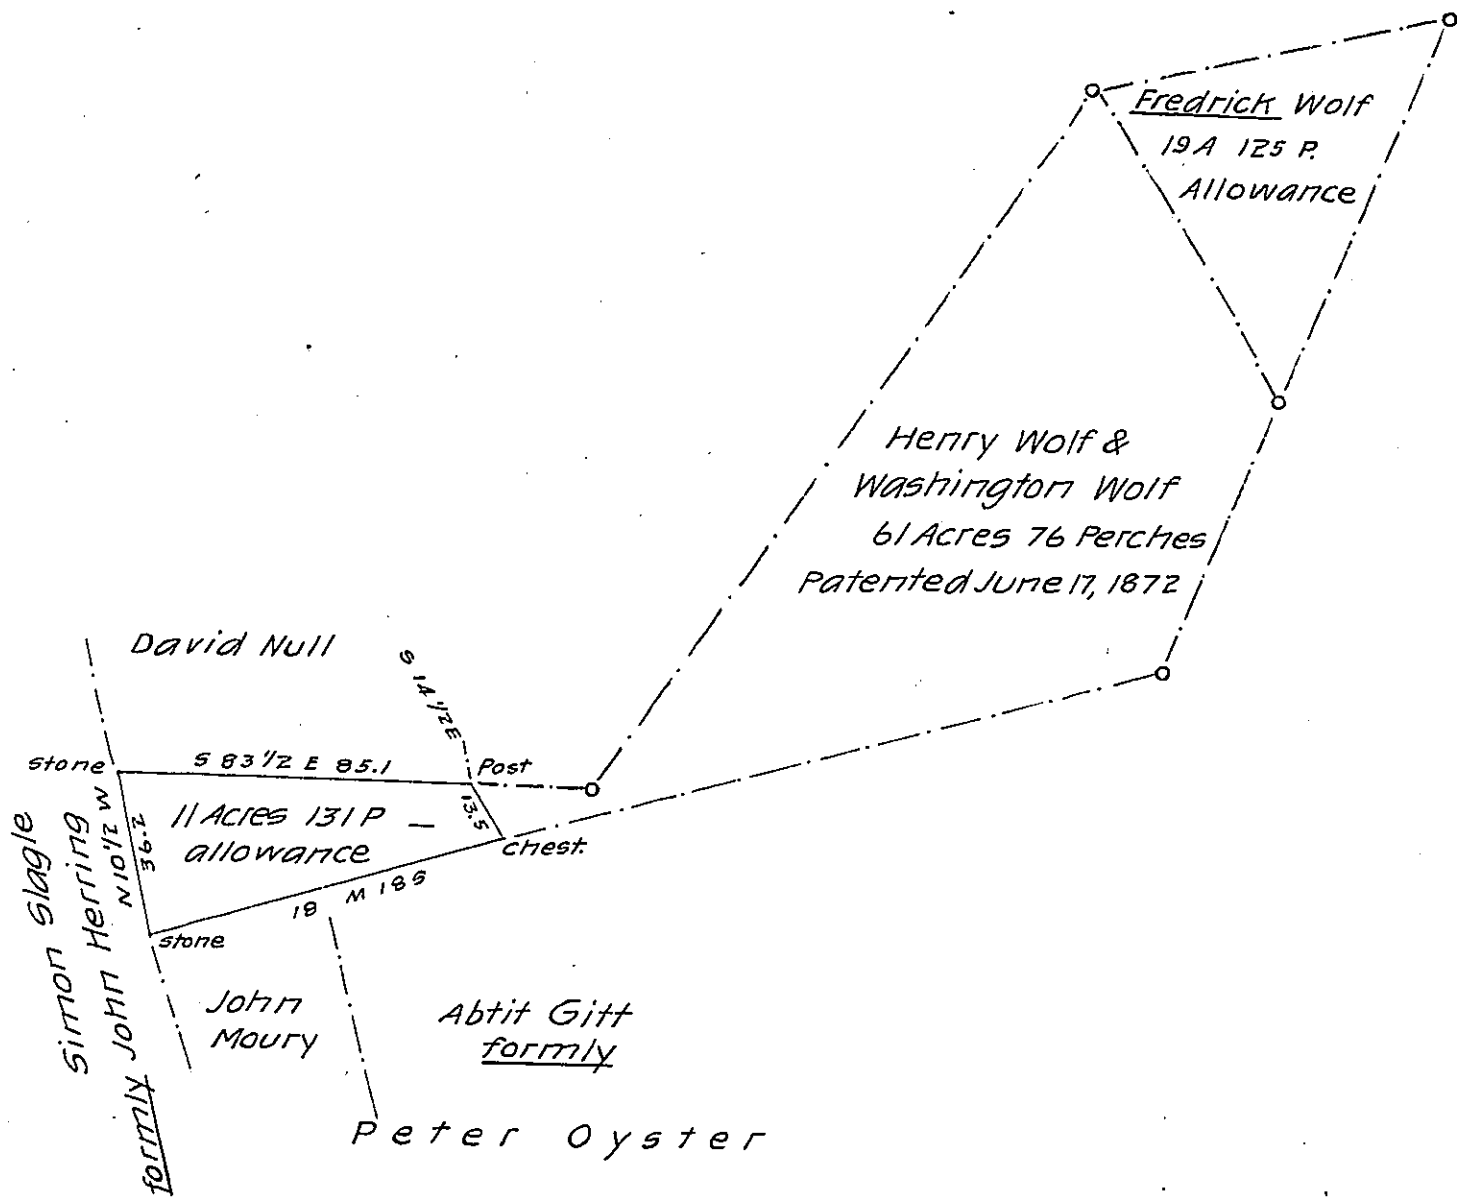 Fredrick Wolf
19A 125 P.
Allowance
Henry Wolf &
Washington Wolf
61 Acres 76 Perches
Patented June 17, 1872
David Null
S 14 1/2 E
stone
S 83 1/2 E 85.1
Post
13.5
11 Acres 131 P —
allowance
chest.
N 10 1/2 W
36.2
18 W 18 S
stone
Simon Slagle
formly John Herring
John
Moury
Abtit Gitt
formly
Peter Oyster